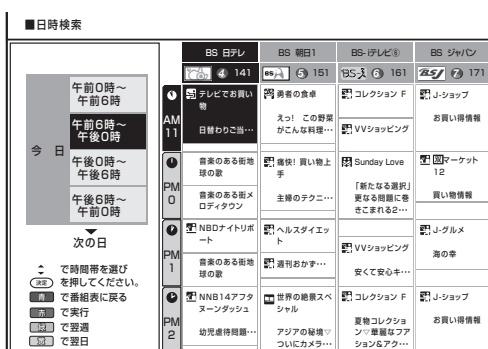 ■日時検索
今 日
午前0時～
午前6時
午前6時～
午後0時
午後0時～
午後6時
午後6時～
午前0時
次の日
で時間帯を選び
決定 を押してください。
青 で番組表に戻る
赤 で実行
で翌週
で翌日
BS 日テレ
BS 朝日1
BS-iテレビ⑥
BS ジャパン
4 141
BS朝 5 151
BS-i 6 161
BSJ 7 171
AM
11
テレビでお買い
物
日替わりご当…
勇者の食卓
えっ! この野菜
がこんな料理…
コレクション F
VVショッピング
J-ショップ
お買い得情報
PM
0
音楽のある街地
球の歌
音楽のある街メ
ロディタウン
痛快! 買い物上
手
主婦のテクニ…
Sunday Love
「新たなる選択」
更なる問題に巻
きこまれる2…
マーケット
12
買い物情報
PM
1
NBDナイトリポ
ート
音楽のある街地
球の歌
ヘルスダイエッ
ト
週刊おかず…
VVショッピング
安くて安心キ…
J-グルメ
海の幸
PM
2
NNB14アフタ
ヌーンダッシュ
幼児虐待問題…
世界の絶景スペ
シャル
アジアの秘境▽
ついにカメラ…
コレクション F
夏物コレクショ
ン▽華麗なフア
ション&アク…
J-ショップ
お買い得情報